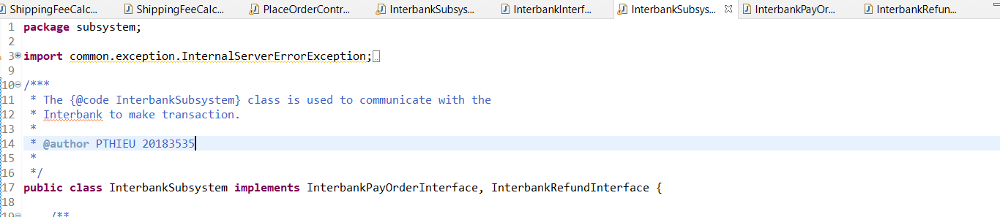 ShippingFeeCalc... ShippingFeeCalc... PlaceOrderContr... InterbankSubsys... InterbankInterf... InterbankSubsys... InterbankPayOr... InterbankRefun...
1 package subsystem;
2
3 import common.exception.InternalServerErrorException;
9
10 /***
11 * The {@code InterbankSubsystem} class is used to communicate with the
12 * Interbank to make transaction.
13 *
14 * @author PTHIEU 20183535
15 *
16 */
17 public class InterbankSubsystem implements InterbankPayOrderInterface, InterbankRefundInterface {
18
19 /**